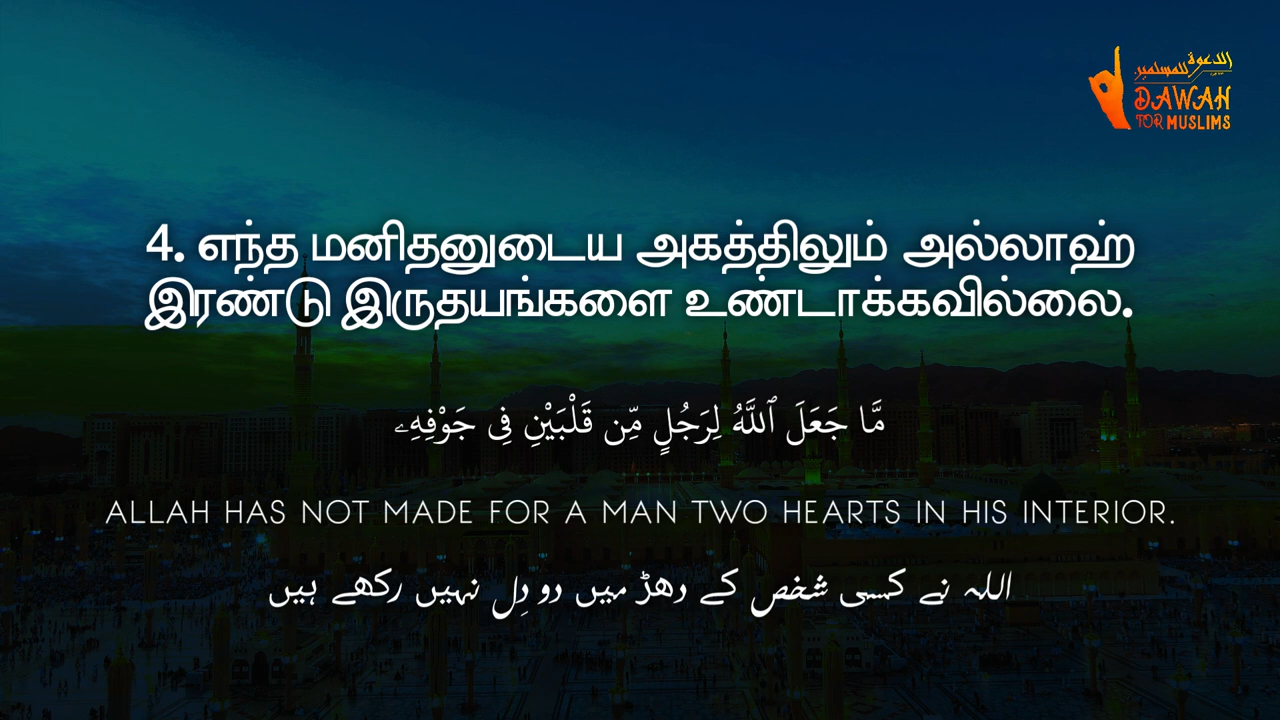 الدعوة للمسلمين
DAWAH
FOR MUSLIMS
4. எந்த மனிதனுடைய அகத்திலும் அல்லாஹ்
இரண்டு இருதயங்களை உண்டாக்கவில்லை.
مَّا جَعَلَ ٱللَّهُ لِرَجُلٍ مِّن قَلْبَيْنِ فِى جَوْفِهِۦ
ALLAH HAS NOT MADE FOR A MAN TWO HEARTS IN HIS INTERIOR.
اللہ نے کسی شخص کے دھڑ میں دو دِل نہیں رکھے ہیں